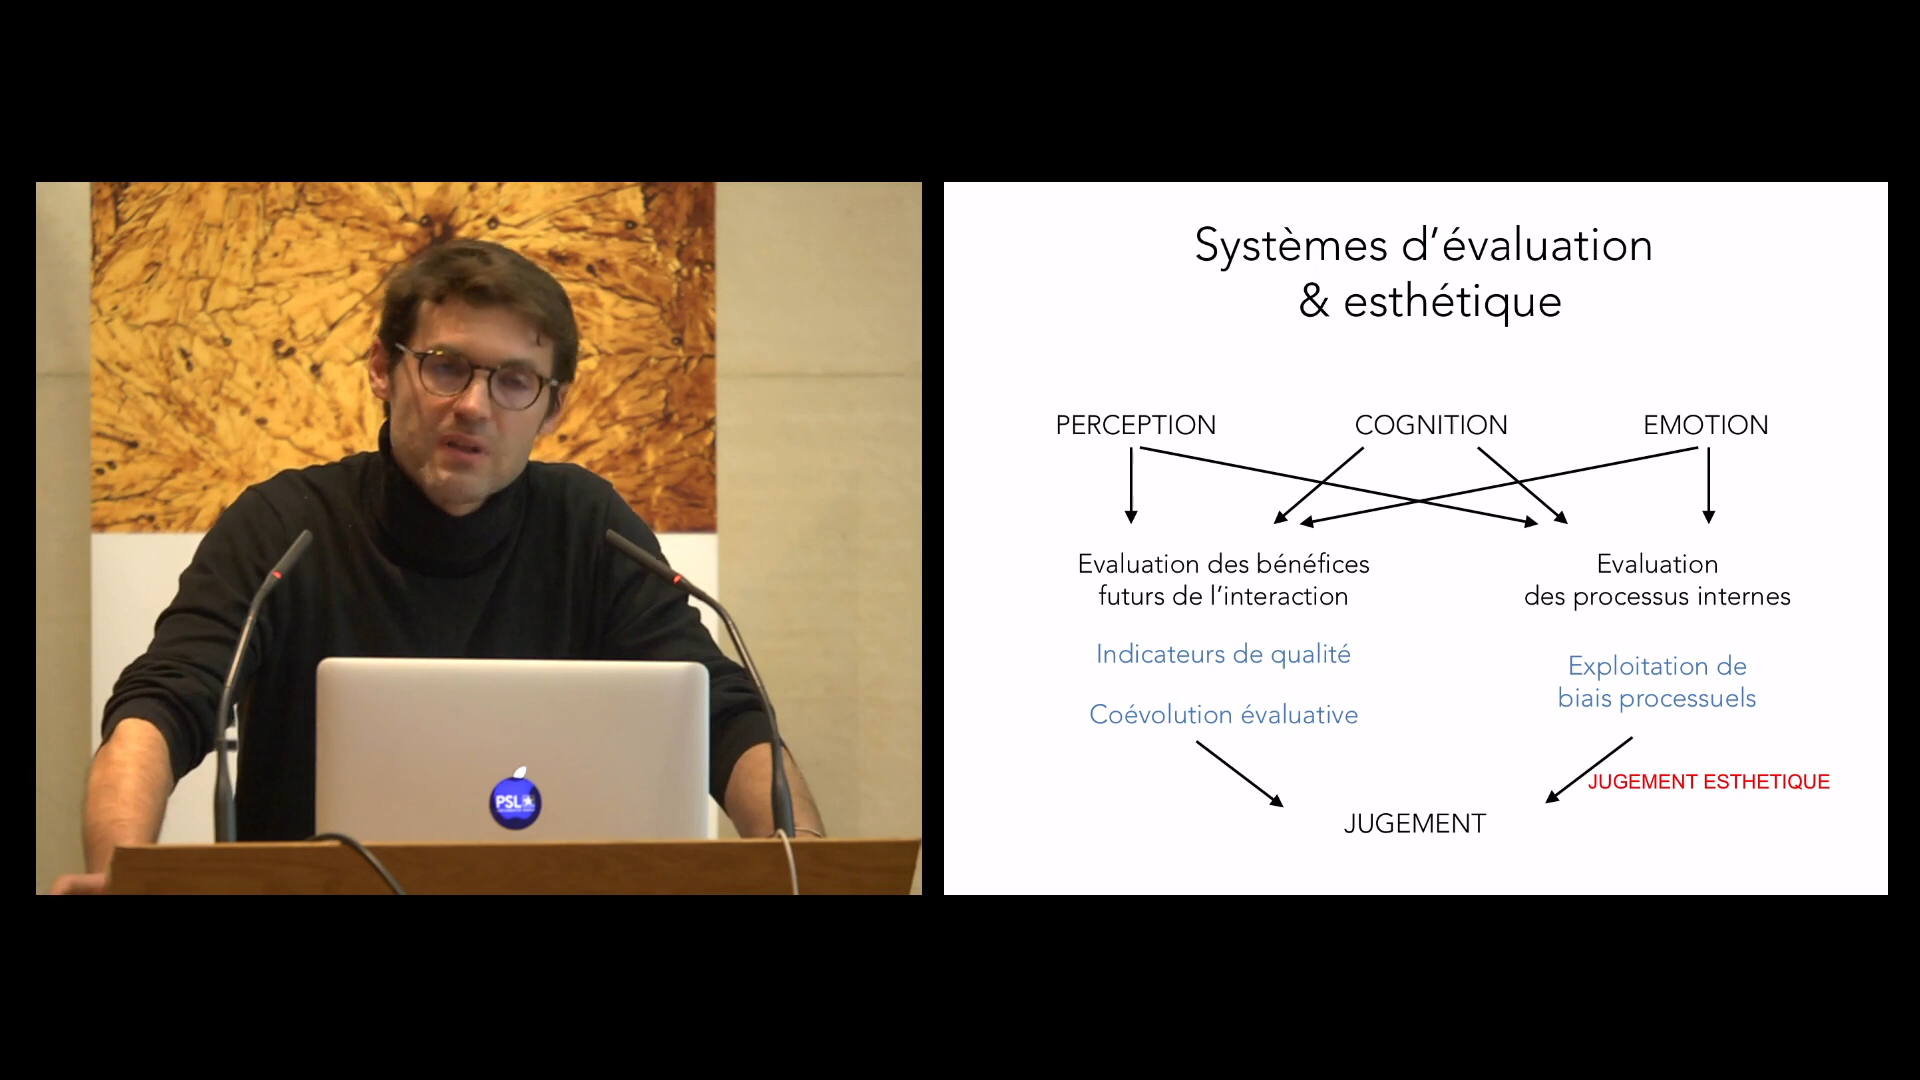 Systèmes d’évaluation
& esthétique
PERCEPTION
COGNITION
EMOTION
Evaluation des bénéfices
futurs de l’interaction
Evaluation
des processus internes
Indicateurs de qualité
Coévolution évaluative
Exploitation de
biais processuels
JUGEMENT ESTHETIQUE
JUGEMENT
PSL